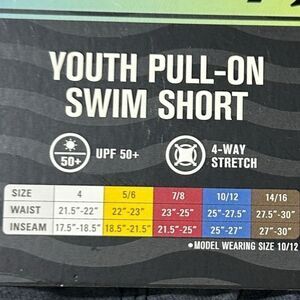 YOUTH PULL-ON
SWIM SHORT
50+ UPF 50+ 4-WAY STRETCH
SIZE 4 5/6 7/8 10/12 14/16
WAIST 21.5"-22" 22"-23" 23"-25" 25"-27.5" 27.5"-30"
INSEAM 17.5"-18.5" 18.5"-21.5" 21.5"-25" 25"-27" 27"-30"
•MODEL WEARING SIZE 10/12